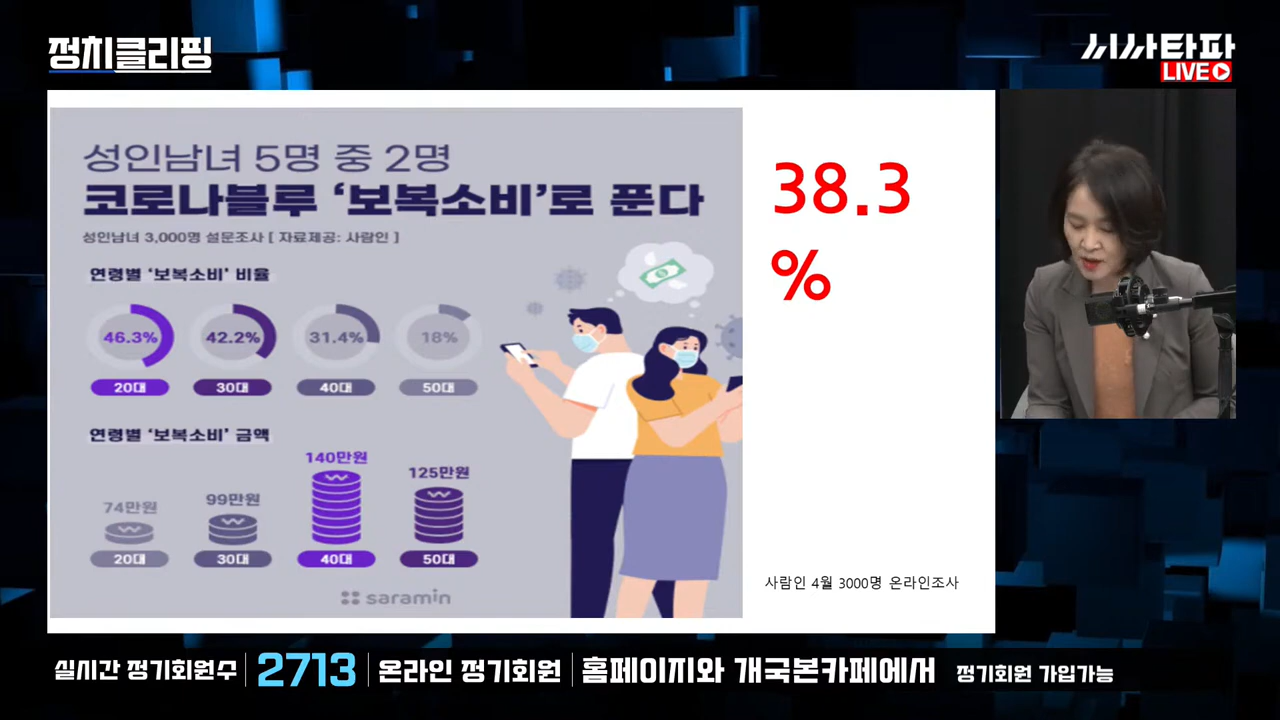 정치클리핑
씨싸타파
LIVE
성인남녀 5명 중 2명
코로나블루 ‘보복소비’로 푼다
성인남녀 3,000명 설문조사 [ 자료제공: 사람인 ]
연령별 ‘보복소비’ 비율
46.3% 42.2% 31.4% 18%
20대 30대 40대 50대
연령별 ‘보복소비’ 금액
74만원 99만원 140만원 125만원
20대 30대 40대 50대
saramin
38.3
%
사람인 4월 3000명 온라인조사
실시간 정기회원수 2713 온라인 정기회원 홈페이지와 개국본카페에서 정기회원 가입가능